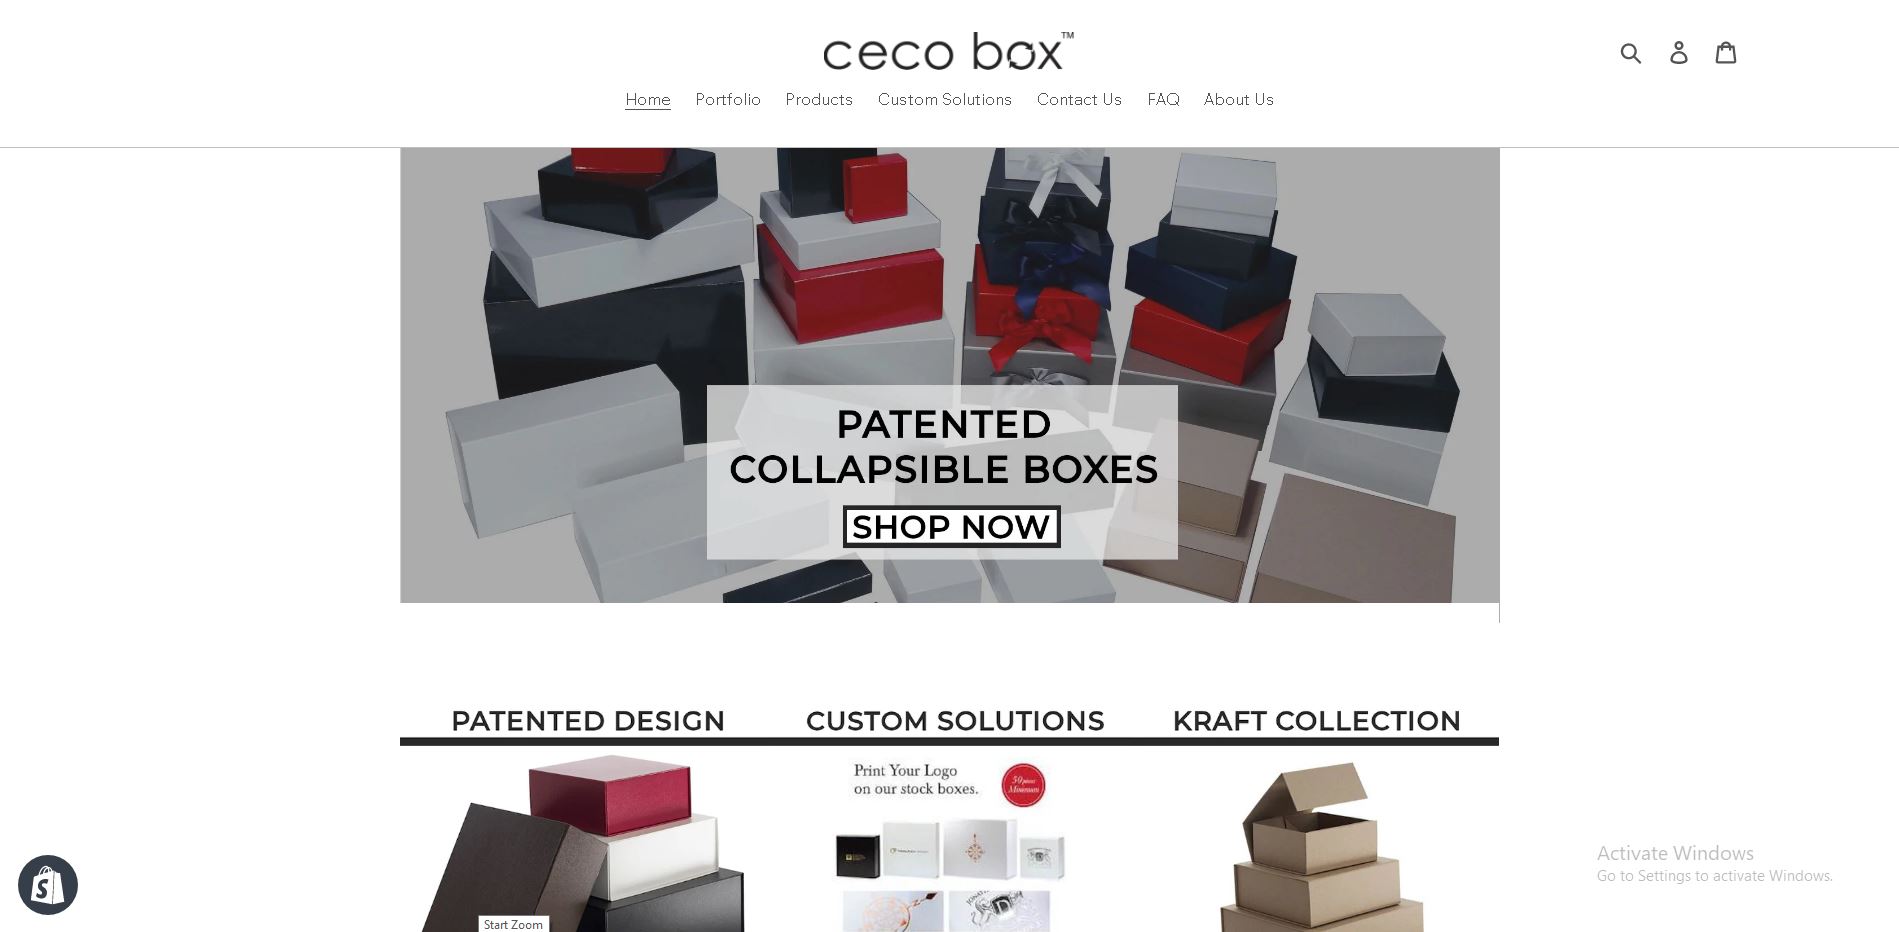 ceco box™
Home Portfolio Products Custom Solutions Contact Us FAQ About Us
PATENTED
COLLAPSIBLE BOXES
SHOP NOW
PATENTED DESIGN CUSTOM SOLUTIONS KRAFT COLLECTION
Print Your Logo
on our stock boxes.
50 piece
Minimum
D
Activate Windows
Go to Settings to activate Windows.
S
Start Zoom